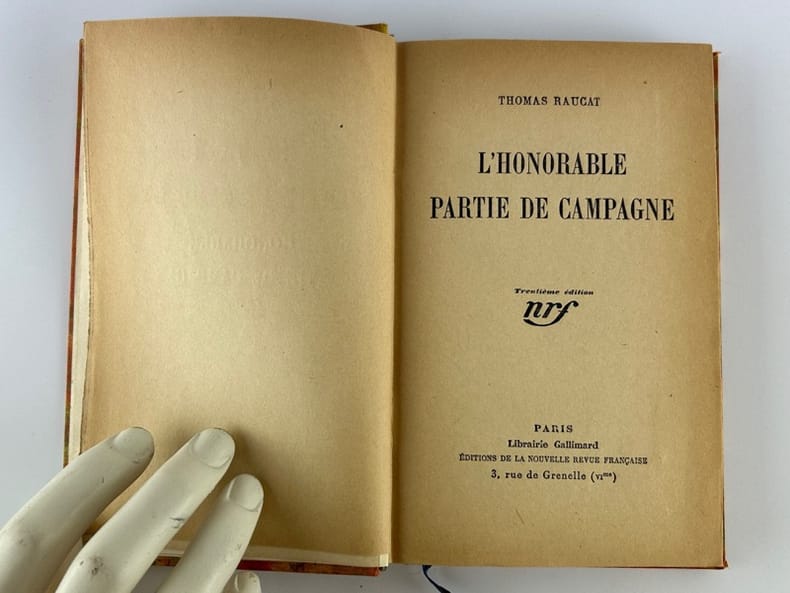 THOMAS RAUCAT
L'HONORABLE
PARTIE DE CAMPAGNE
Trentième édition
nrf
PARIS
Librairie Gallimard
ÉDITIONS DE LA NOUVELLE REVUE FRANÇAISE
3, rue de Grenelle (VIme)